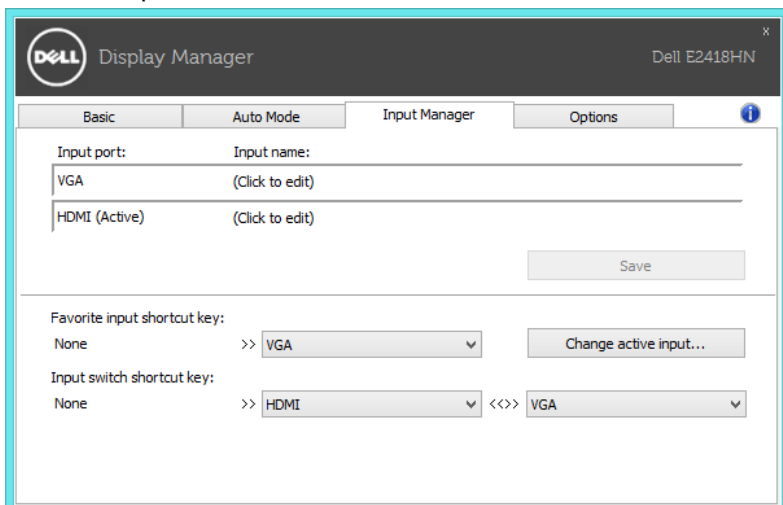 x
DELL Display Manager Dell E2418HN
Basic Auto Mode Input Manager Options i
Input port: Input name:
VGA (Click to edit)
HDMI (Active) (Click to edit)
Save
Favorite input shortcut key:
None >> VGA Change active input...
Input switch shortcut key:
None >> HDMI <<>> VGA